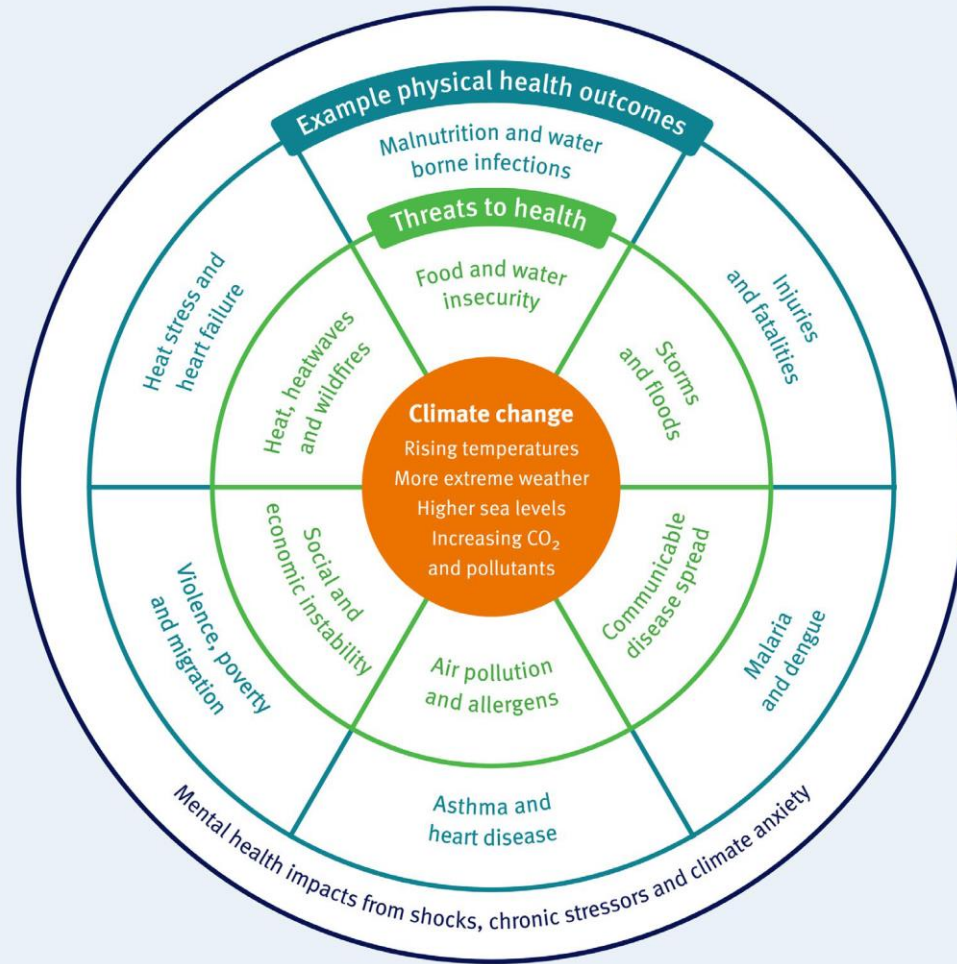 Example physical health outcomes
Malnutrition and water
borne infections
Threats to health
Food and water
insecurity
Injuries
and fatalities
Storms
and floods
Malaria
and dengue
Communicable
disease spread
Asthma and
heart disease
Air pollution
and allergens
Violence, poverty
and migration
Social and
economic instability
Heat stress and
heart failure
Heat, heatwaves
and wildfires
Climate change
Rising temperatures
More extreme weather
Higher sea levels
Increasing CO₂
and pollutants
Mental health impacts from shocks, chronic stressors and climate anxiety